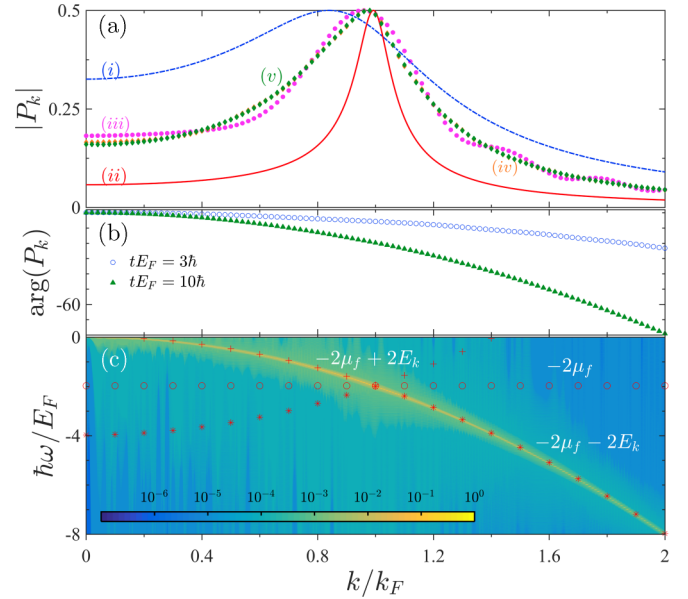 (a)
0.5
0.25
0
|P_k|
(i)
(ii)
(iii)
(iv)
(v)
(b)
-60
arg(P_k)
tE_F = 3ħ
tE_F = 10ħ
(c)
0
-4
-8
ħω/E_F
-2μ_f + 2E_k
-2μ_f
-2μ_f − 2E_k
10^{-6} 10^{-5} 10^{-4} 10^{-3} 10^{-2} 10^{-1} 10^{0}
0 0.4 0.8 1.2 1.6 2
k/k_F